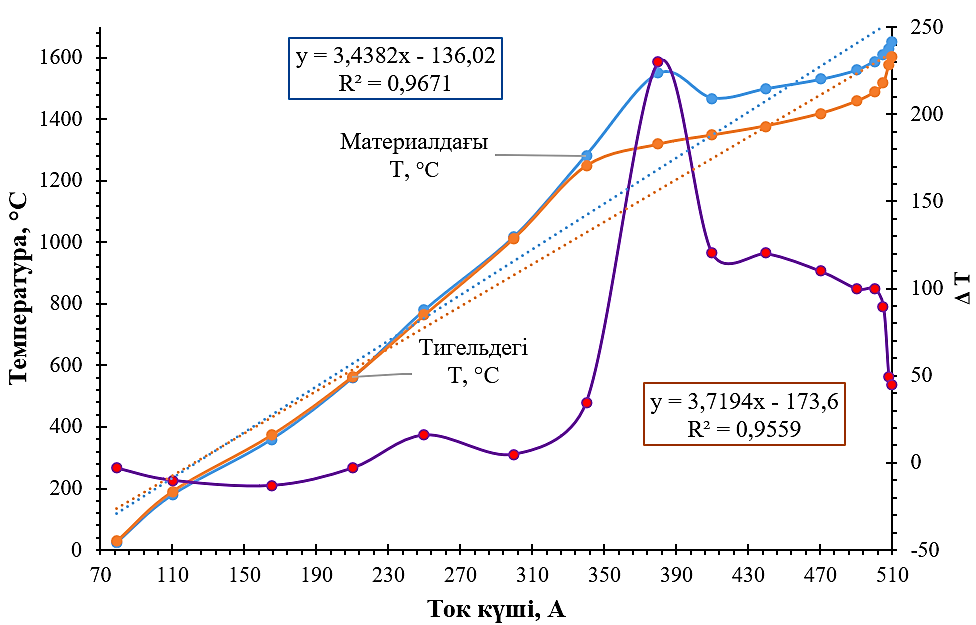 y = 3,4382x - 136,02
R² = 0,9671
Материалдағы
T, °C
Тигельдегі
T, °C
y = 3,7194x - 173,6
R² = 0,9559
Температура, °C
1600
1400
1200
1000
800
600
400
200
0
250
200
150
100
50
0
-50
Δ T
70 110 150 190 230 270 310 350 390 430 470 510
Ток күші, А